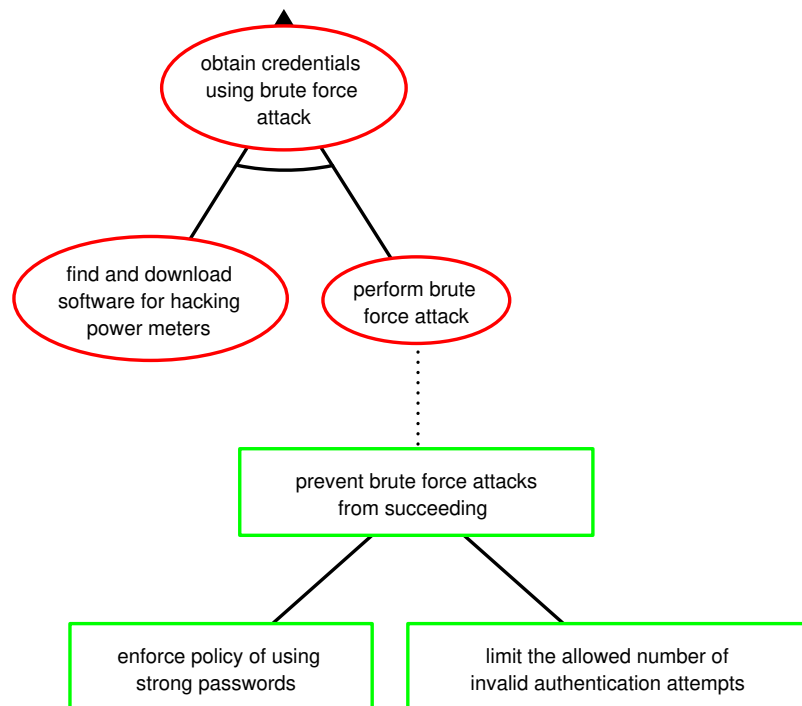 obtain credentials
using brute force
attack
find and download
software for hacking
power meters
perform brute
force attack
prevent brute force attacks
from succeeding
enforce policy of using
strong passwords
limit the allowed number of
invalid authentication attempts